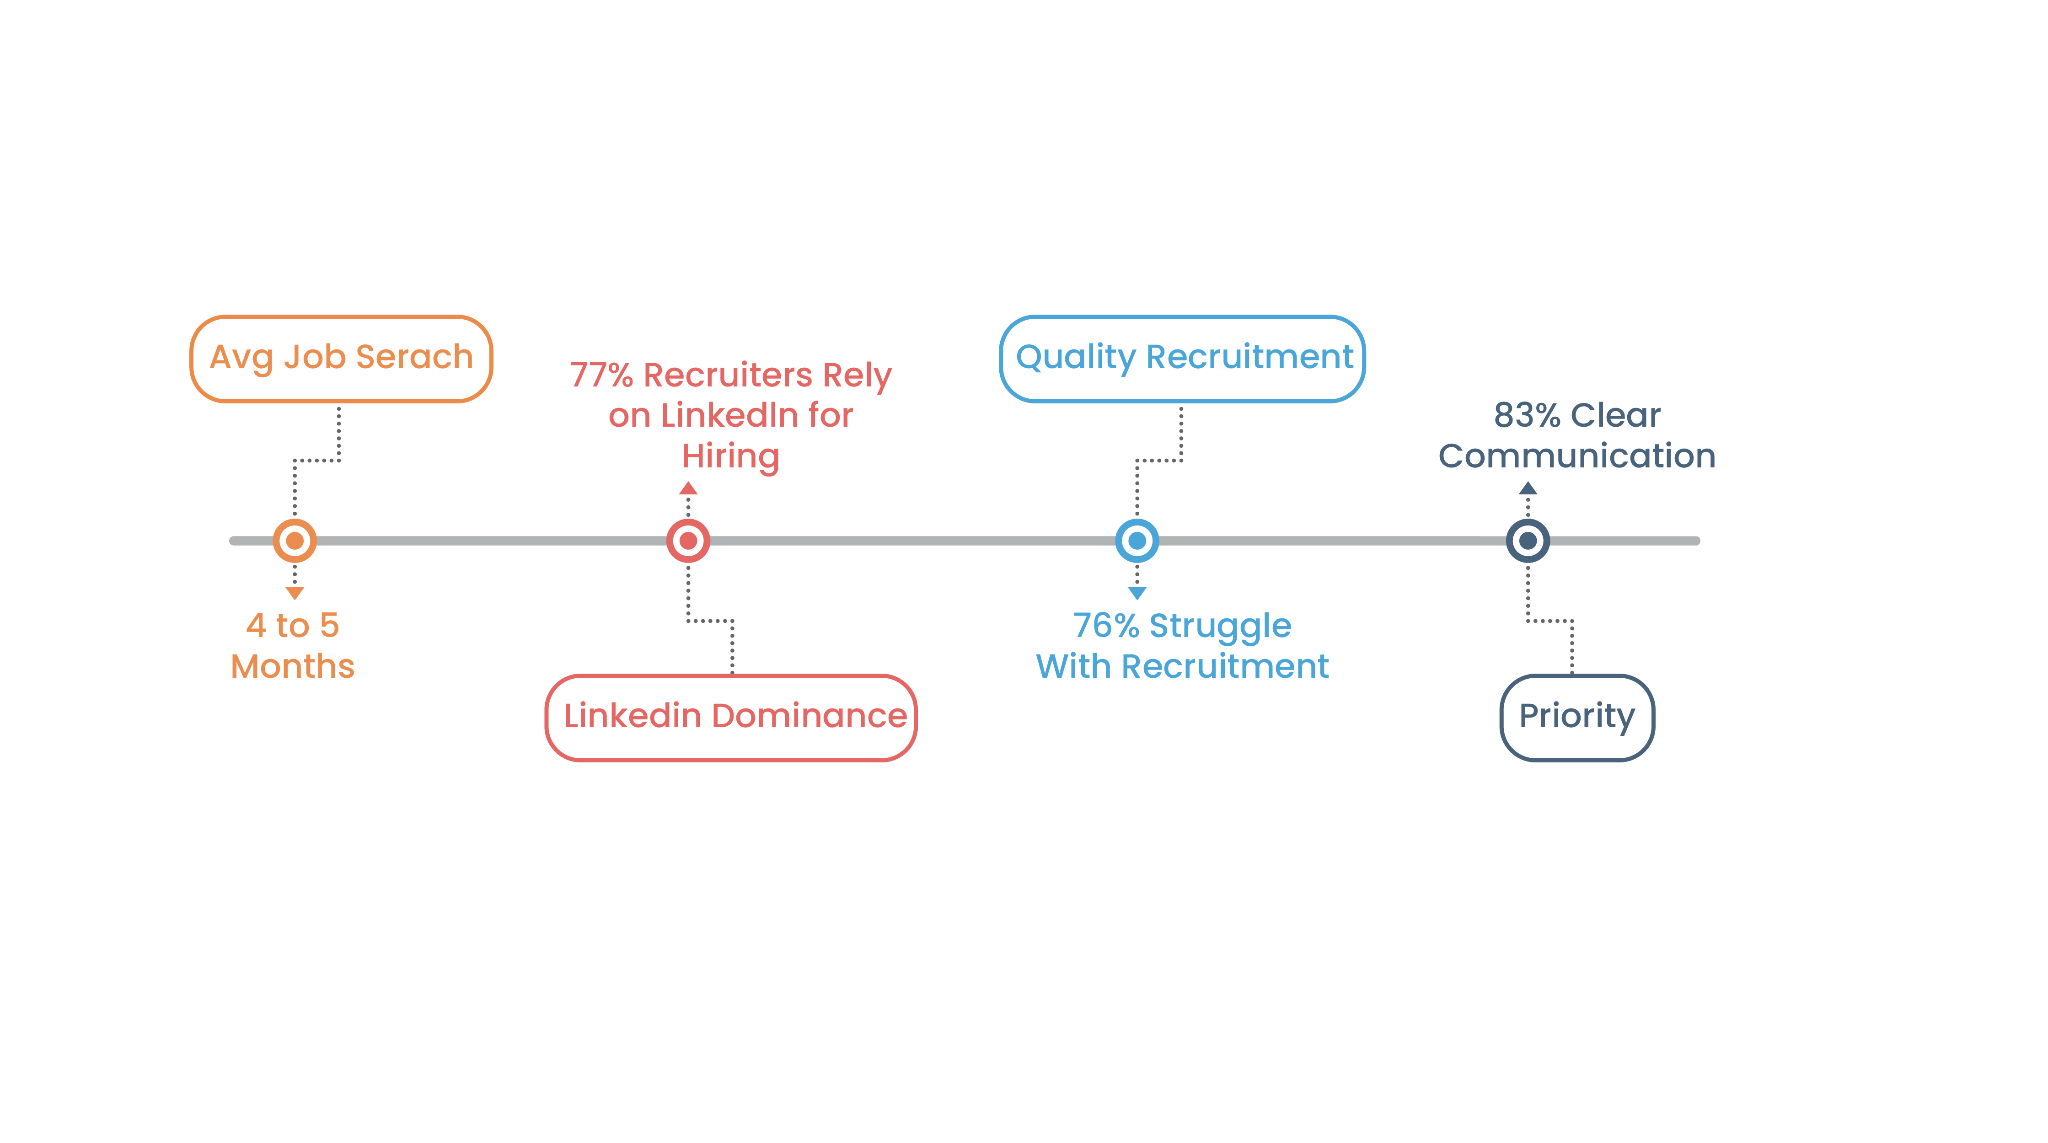 Avg Job Serach
4 to 5
Months
77% Recruiters Rely
on LinkedIn for
Hiring
Linkedin Dominance
Quality Recruitment
76% Struggle
With Recruitment
83% Clear
Communication
Priority